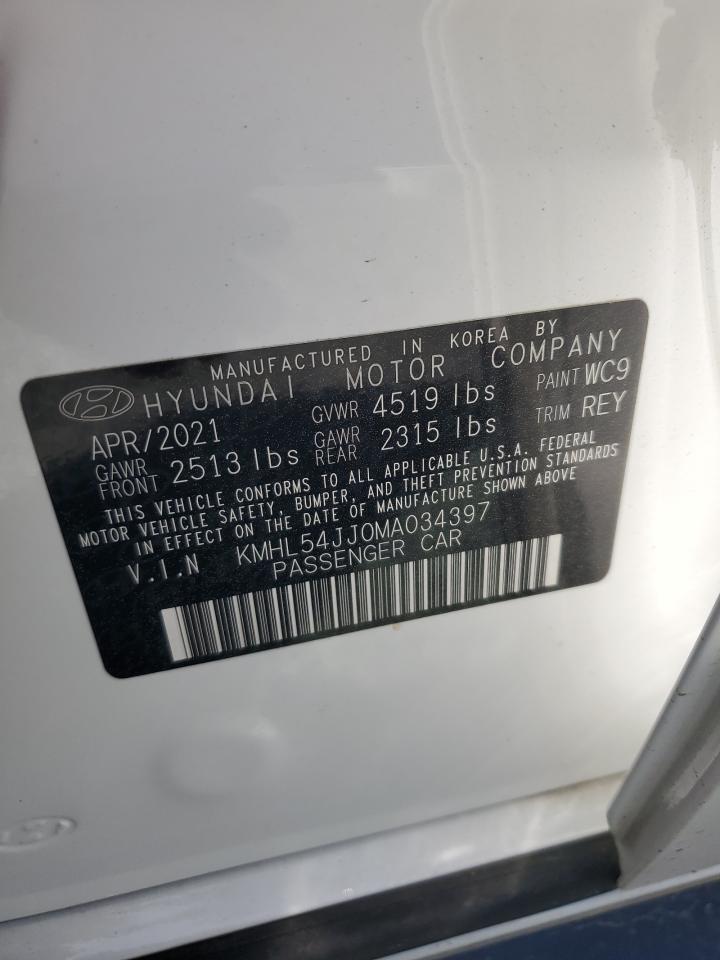 MANUFACTURED IN KOREA BY
HYUNDAI MOTOR COMPANY
APR/2021 GVWR 4519 lbs PAINT WC9
GAWR FRONT 2513 lbs GAWR REAR 2315 lbs TRIM REY
THIS VEHICLE CONFORMS TO ALL APPLICABLE U.S.A. FEDERAL
MOTOR VEHICLE SAFETY, BUMPER, AND THEFT PREVENTION STANDARDS
IN EFFECT ON THE DATE OF MANUFACTURE SHOWN ABOVE
V.I.N KMHL54JJ0MA034397
PASSENGER CAR